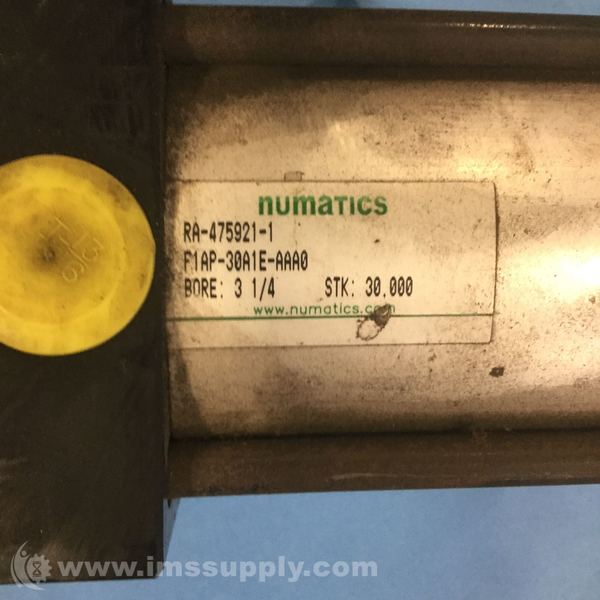 numatics
RA-475921-1
F1AP-30A1E-AAA0
BORE: 3 1/4 STK: 30.000
www.numatics.com
www.imssupply.com